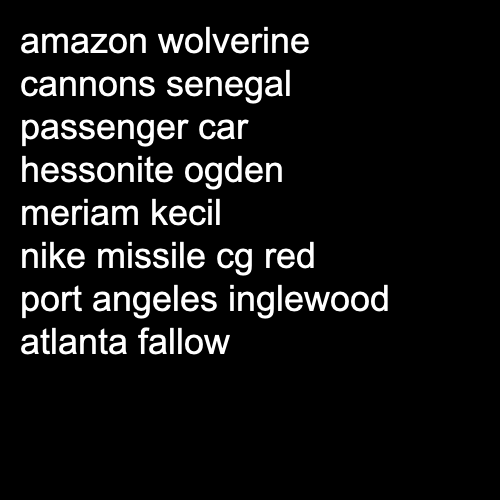 amazon wolverine
cannons senegal
passenger car
hessonite ogden
meriam kecil
nike missile cg red
port angeles inglewood
atlanta fallow